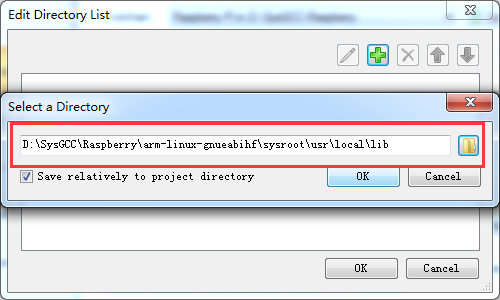 Edit Directory List
Select a Directory
D:\SysGCC\Raspberry\arm-linux-gnueabihf\sysroot\usr\local\lib
Save relatively to project directory
OK
Cancel
OK
Cancel